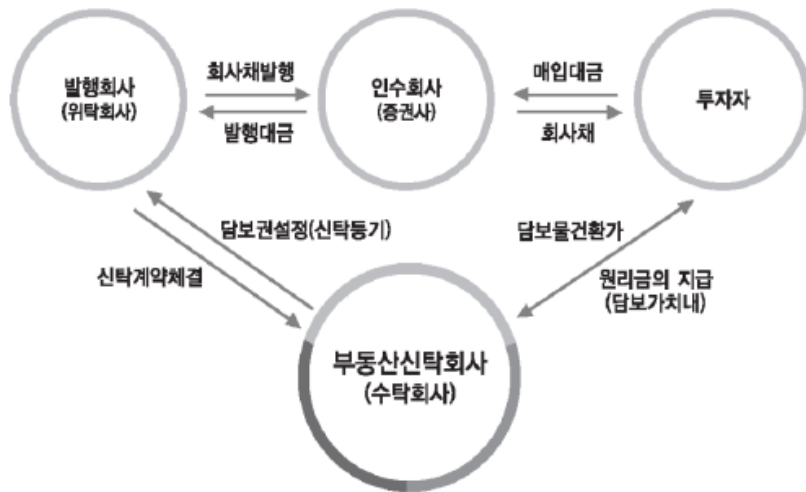 발행회사
(위탁회사)
회사채발행
발행대금
인수회사
(증권사)
매입대금
회사채
투자자
담보권설정(신탁등기)
신탁계약체결
담보물건환가
원리금의 지급
(담보가치내)
부동산신탁회사
(수탁회사)